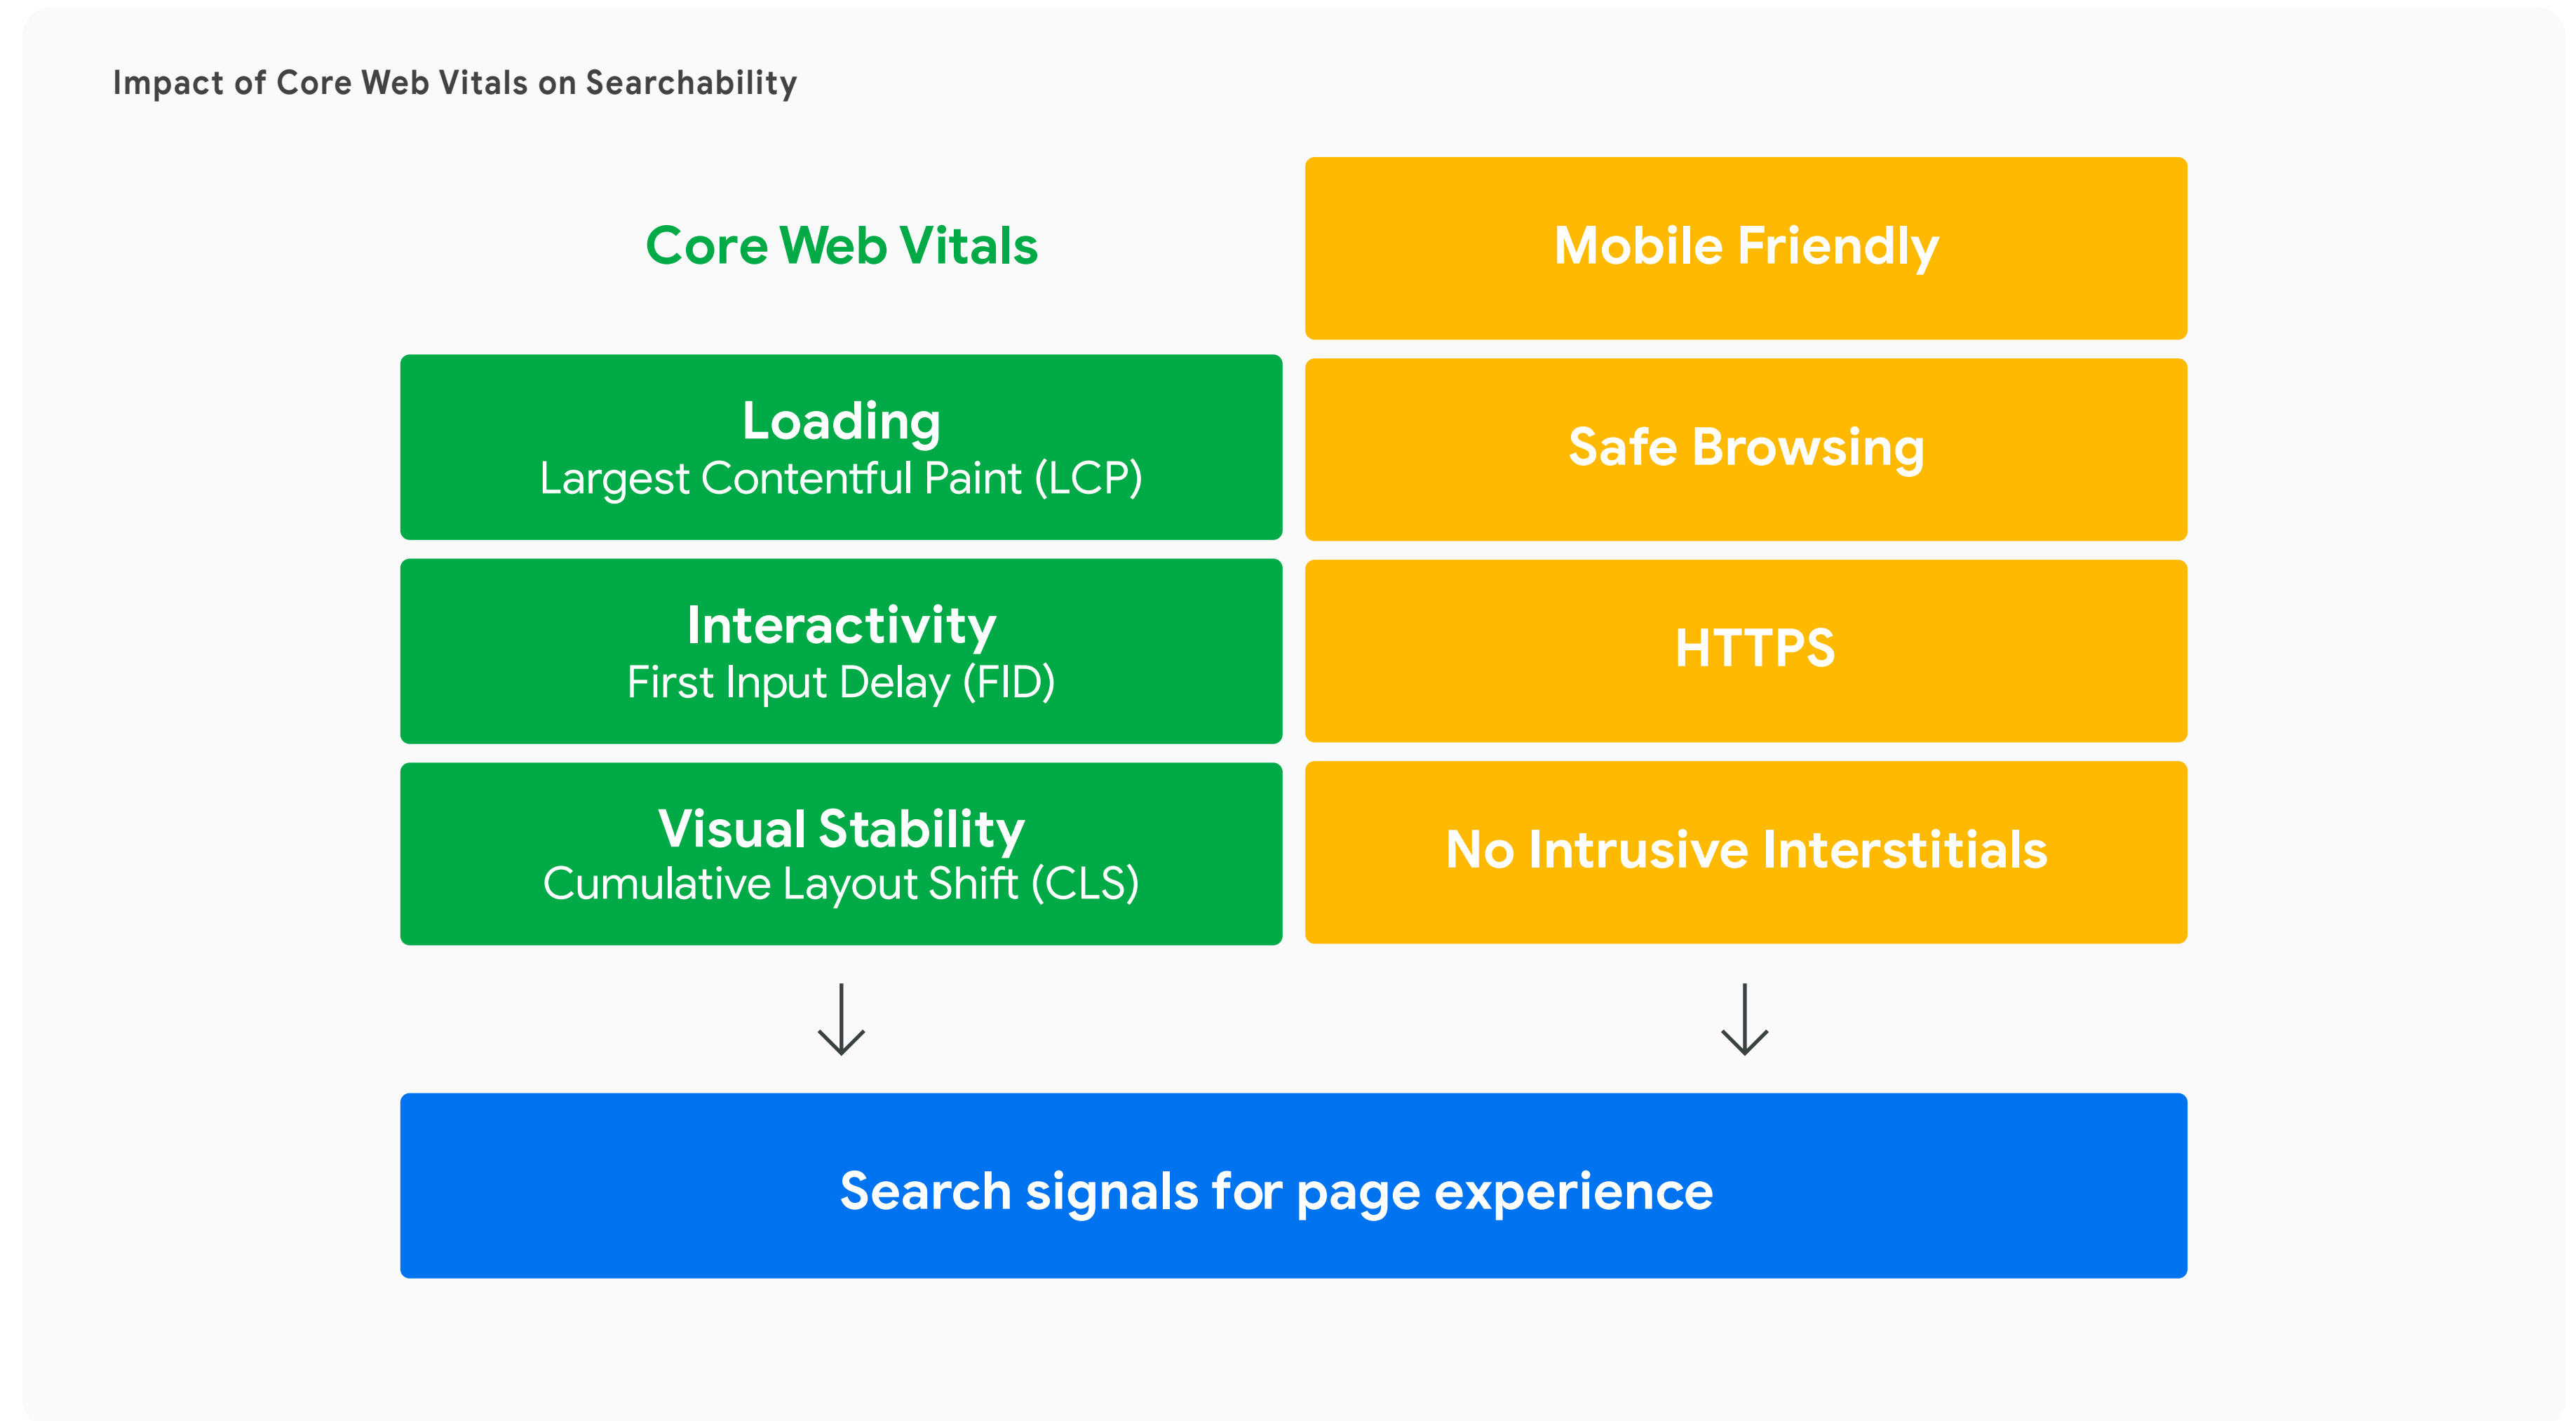 Impact of Core Web Vitals on Searchability
Core Web Vitals
Loading
Largest Contentful Paint (LCP)
Interactivity
First Input Delay (FID)
Visual Stability
Cumulative Layout Shift (CLS)
Mobile Friendly
Safe Browsing
HTTPS
No Intrusive Interstitials
Search signals for page experience